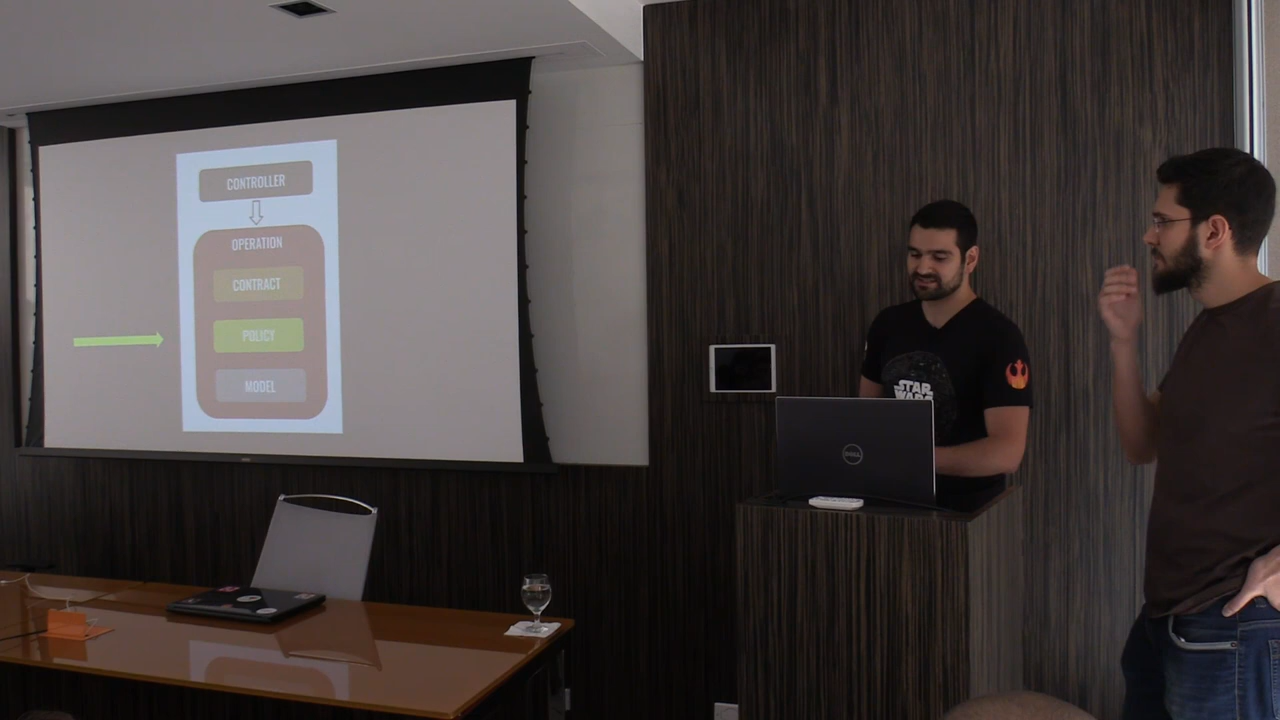 CONTROLLER
OPERATION
CONTRACT
POLICY
MODEL
STAR
WARS
DELL